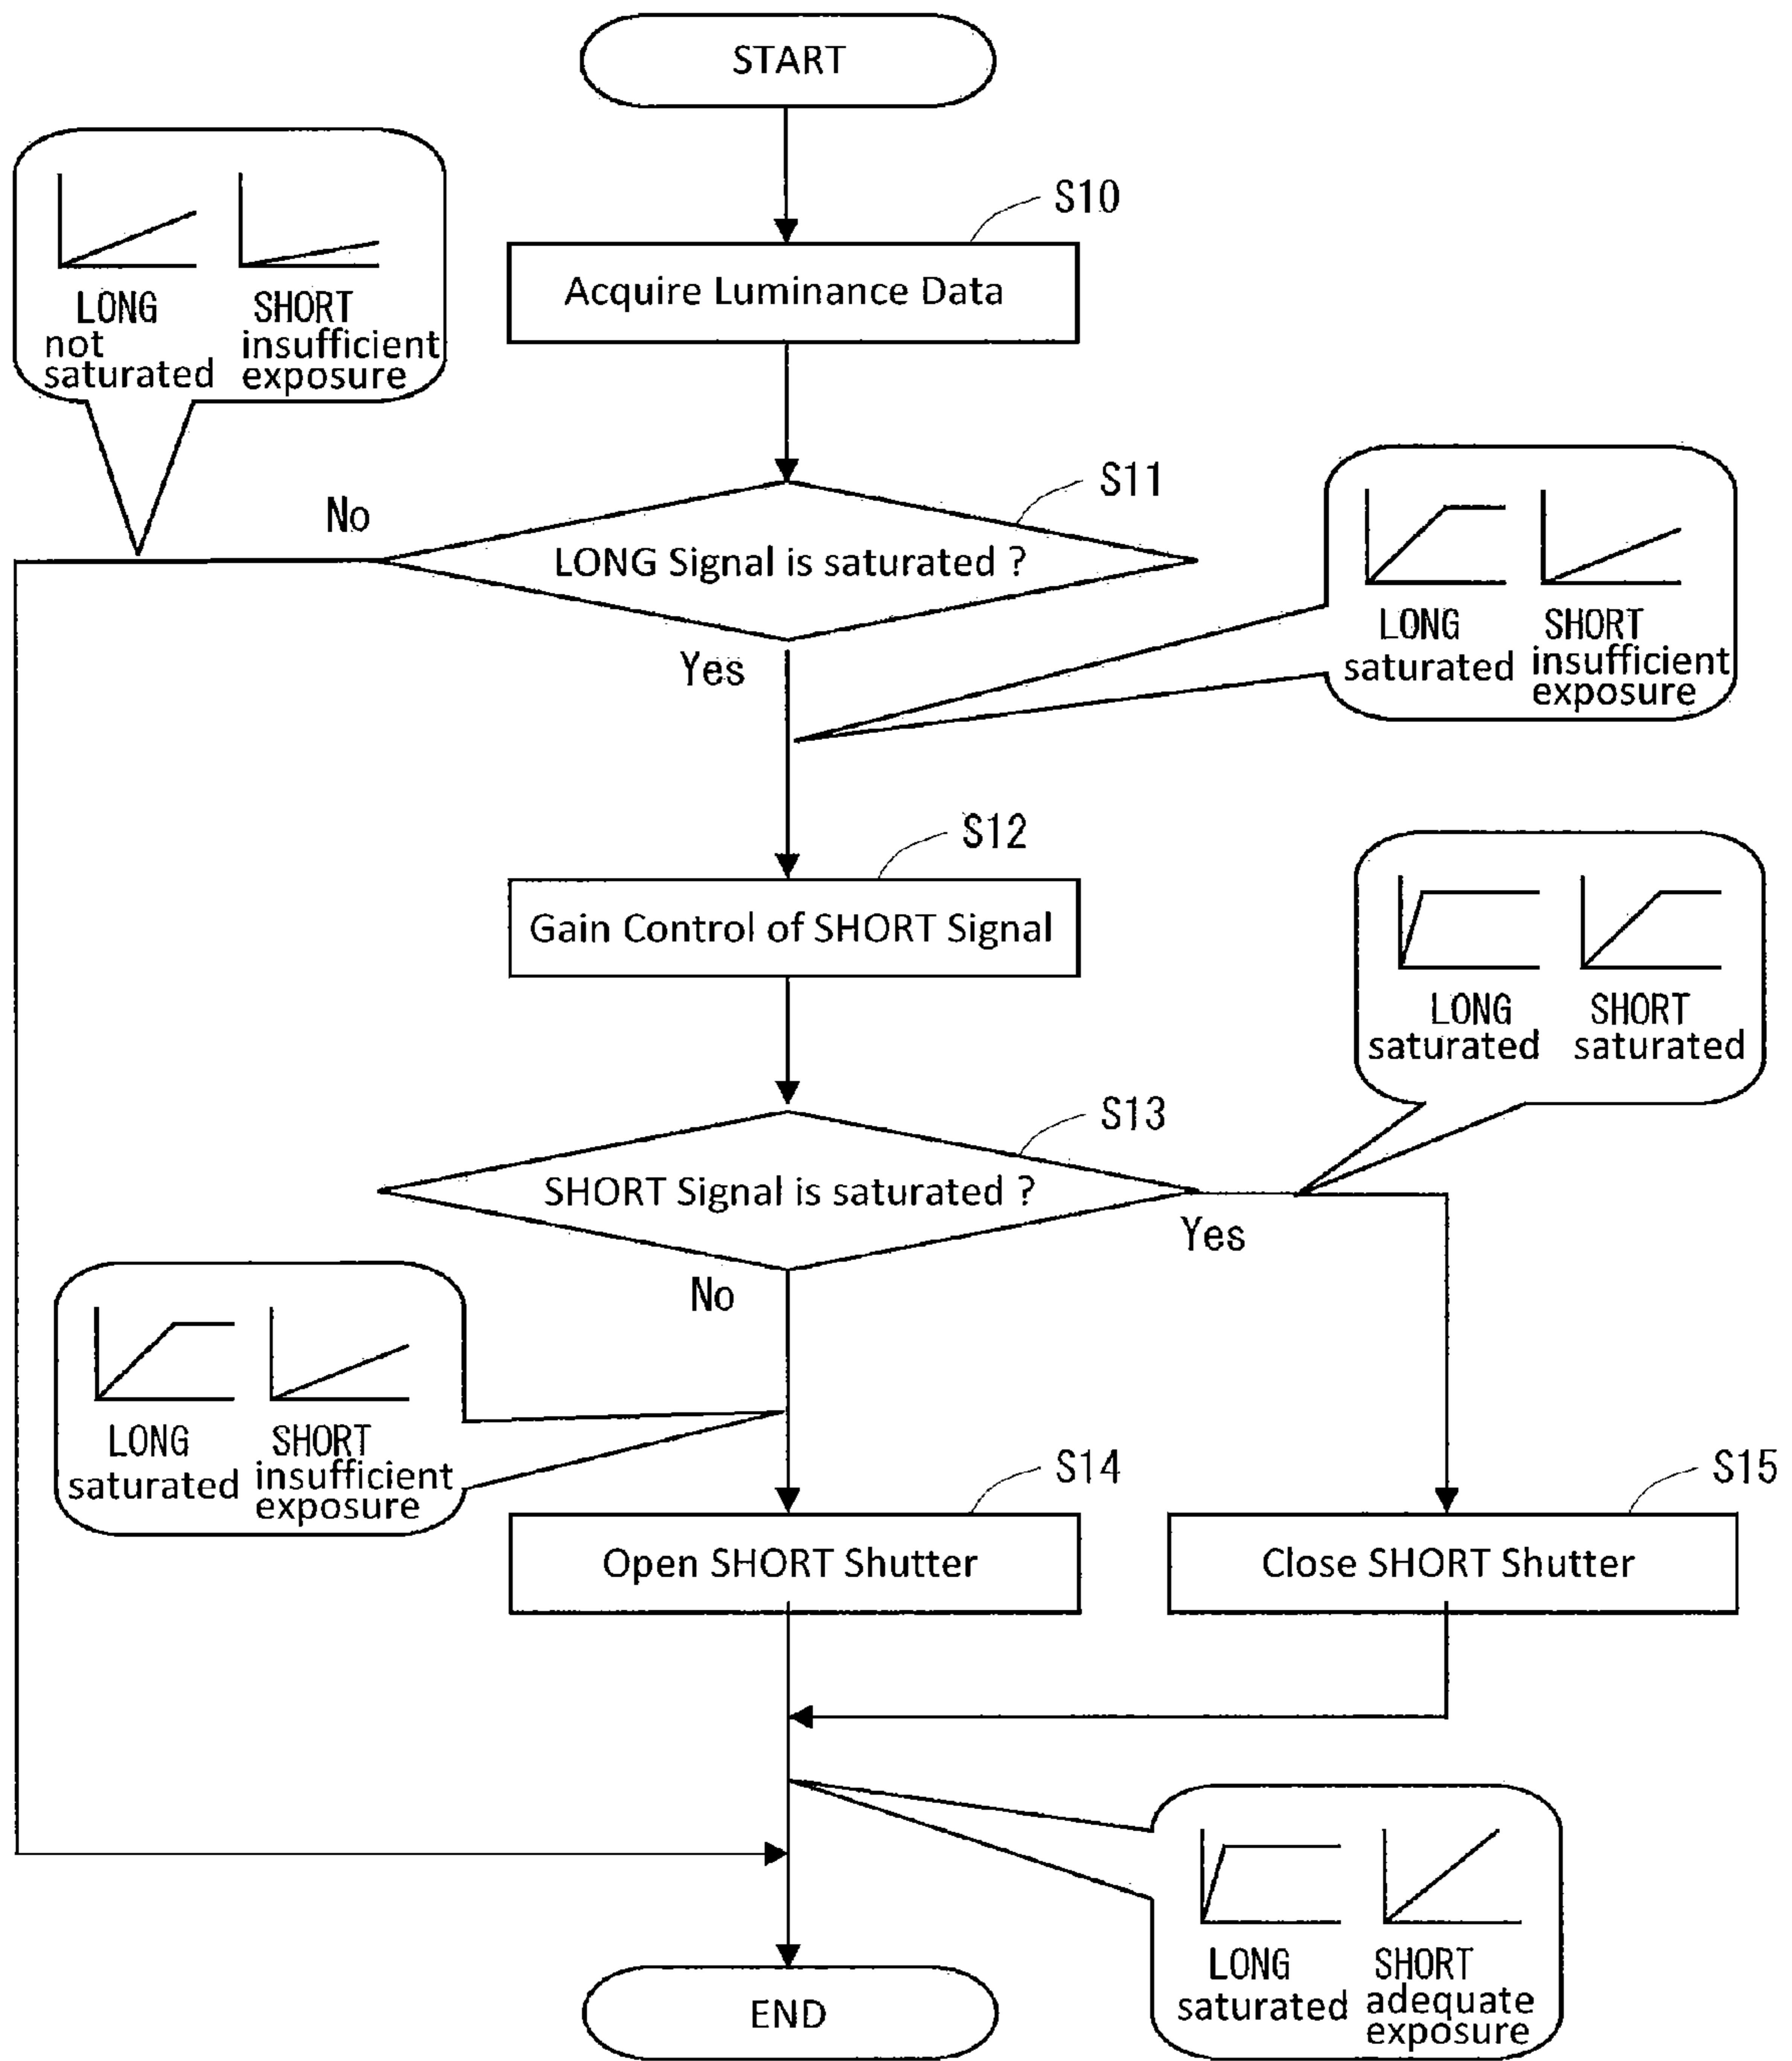 START
S10
Acquire Luminance Data
LONG SHORT
not insufficient
saturated exposure
S11
No
LONG Signal is saturated ?
Yes
LONG SHORT
saturated insufficient
exposure
S12
Gain Control of SHORT Signal
LONG SHORT
saturated saturated
S13
SHORT Signal is saturated ?
Yes
No
LONG SHORT
saturated insufficient
exposure
S14
S15
Open SHORT Shutter
Close SHORT Shutter
LONG SHORT
saturated adequate
exposure
END